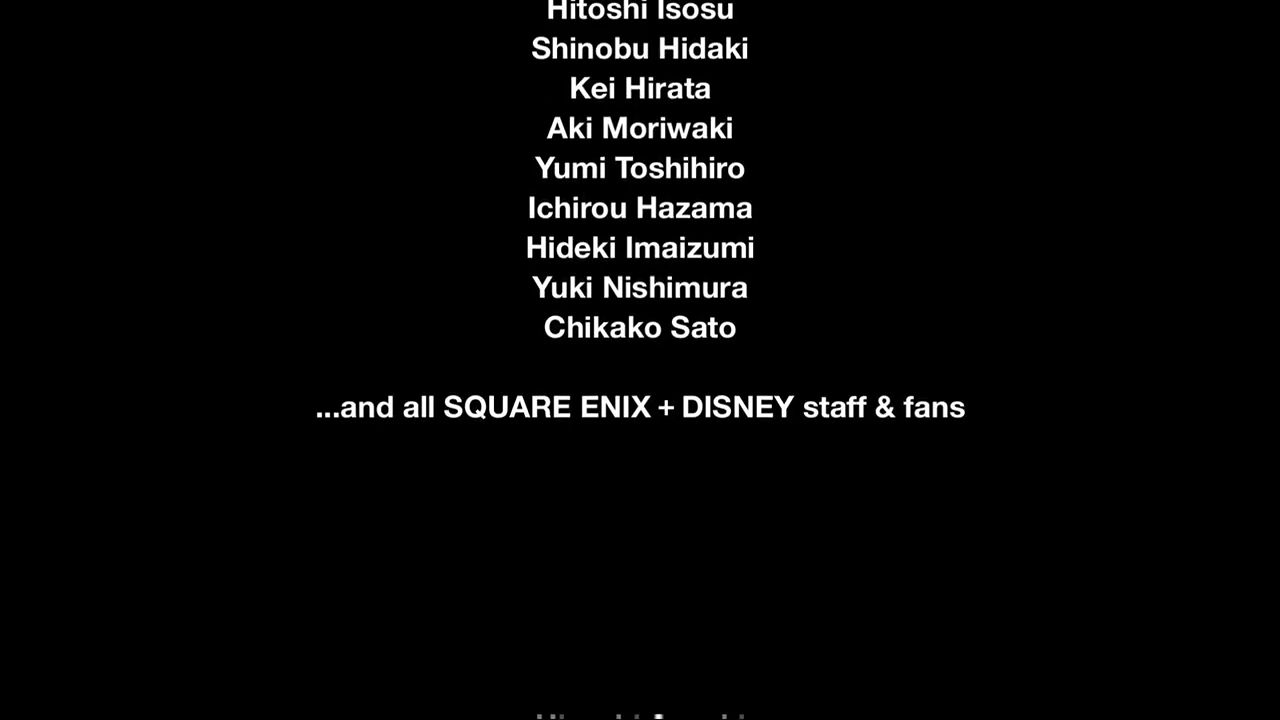 Hitoshi Isosu
Shinobu Hidaki
Kei Hirata
Aki Moriwaki
Yumi Toshihiro
Ichirou Hazama
Hideki Imaizumi
Yuki Nishimura
Chikako Sato
...and all SQUARE ENIX + DISNEY staff & fans